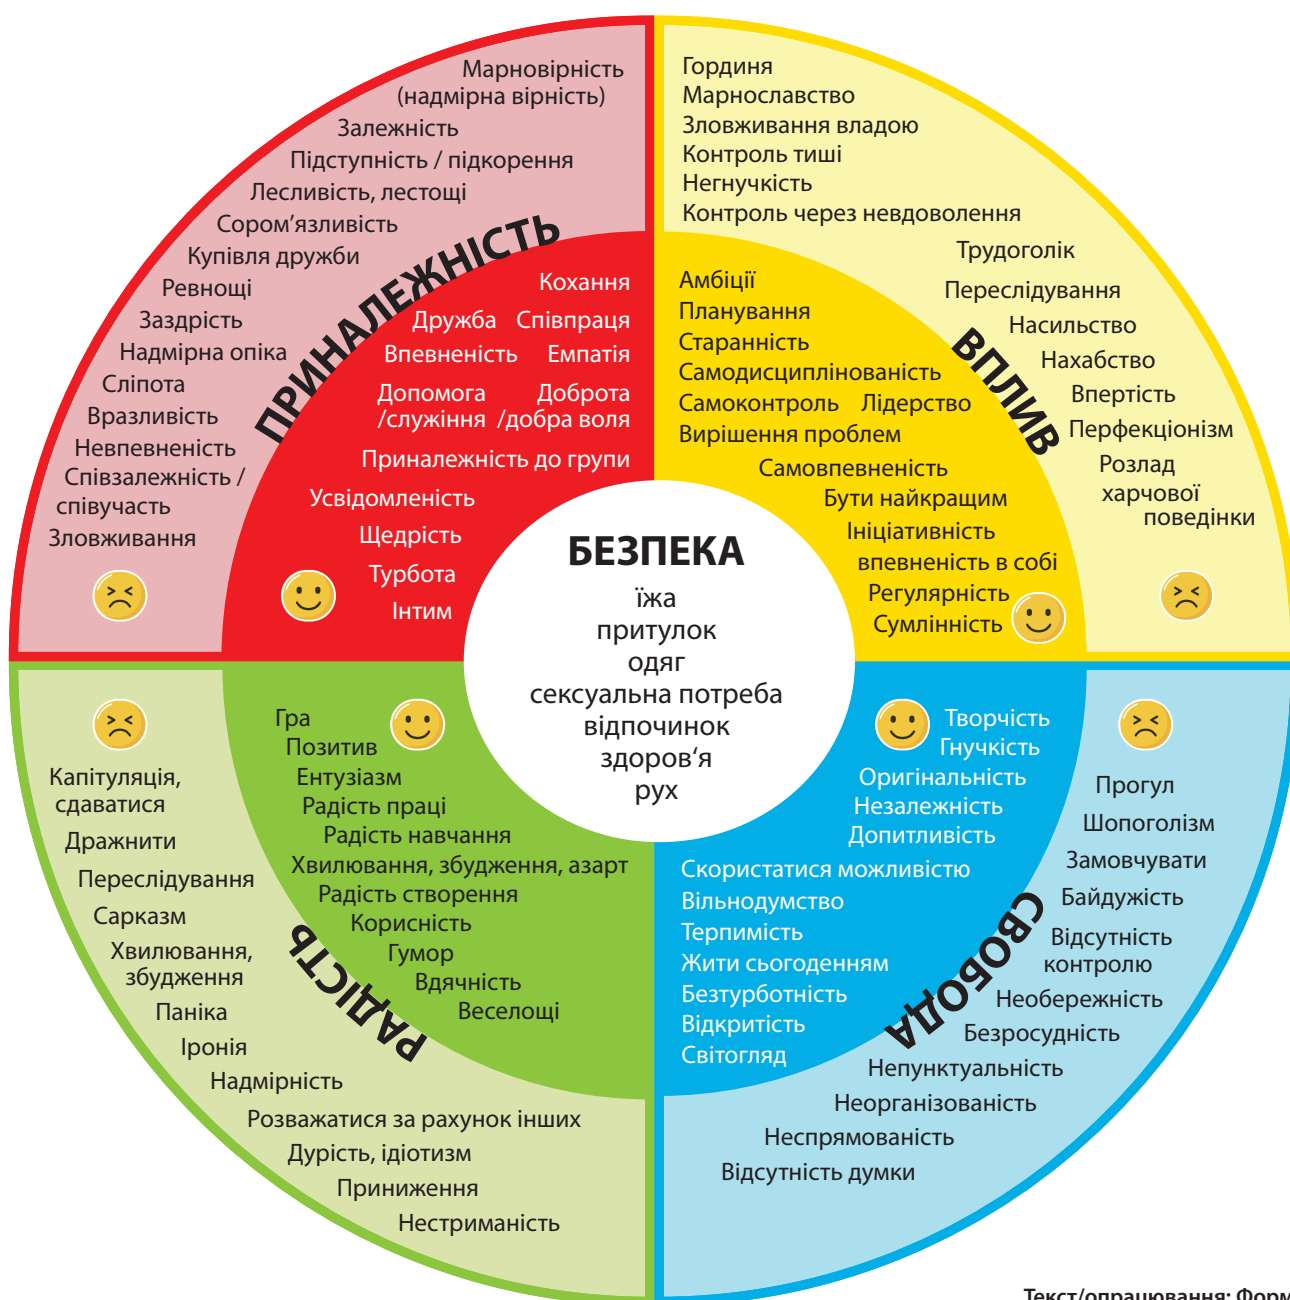 Марновірність
(надмірна вірність)
Залежність
Підступність / підкорення
Лесливість, лестощі
Сором’язливість
Купівля дружби
Ревнощі
Заздрість
Надмірна опіка
Сліпота
Вразливість
Невпевненість
Співзалежність /
співучасть
Зловживання
ПРИНАЛЕЖНІСТЬ
Кохання
Дружба Співпраця
Впевненість Емпатія
Допомога Доброта
/служіння /добра воля
Приналежність до групи
Усвідомленість
Щедрість
Турбота
Інтим
Гординя
Марнославство
Зловживання владою
Контроль тиші
Негнучкість
Контроль через невдоволення
Трудоголік
Переслідування
Насильство
Нахабство
Впертість
Перфекціонізм
Розлад
харчової
поведінки
ВПЛИВ
Амбіції
Планування
Старанність
Самодисциплінованість
Самоконтроль Лідерство
Вирішення проблем
Самовпевненість
Бути найкращим
Ініціативність
впевненість в собі
Регулярність
Сумлінність
БЕЗПЕКА
їжа
притулок
одяг
сексуальна потреба
відпочинок
здоров‘я
рух
Капітуляція,
сдаватися
Дражнити
Переслідування
Сарказм
Хвилювання,
збудження
Паніка
Іронія
Надмірність
Розважатися за рахунок інших
Дурість, ідіотизм
Приниження
Нестриманість
РАДІСТЬ
Гра
Позитив
Ентузіазм
Радість праці
Радість навчання
Хвилювання, збудження, азарт
Радість створення
Корисність
Гумор
Вдячність
Веселощі
Творчість
Гнучкість
Оригінальність
Незалежність
Допитливість
Скористатися можливістю
Вільнодумство
Терпимість
Жити сьогоденням
Безтурботність
Відкритість
Світогляд
СВОБОДА
Прогул
Шопоголізм
Замовчувати
Байдужість
Відсутність
контролю
Необережність
Безросудність
Непунктуальність
Неорганізованість
Неспрямованість
Відсутність думки
Текст/опрацювання: Форм